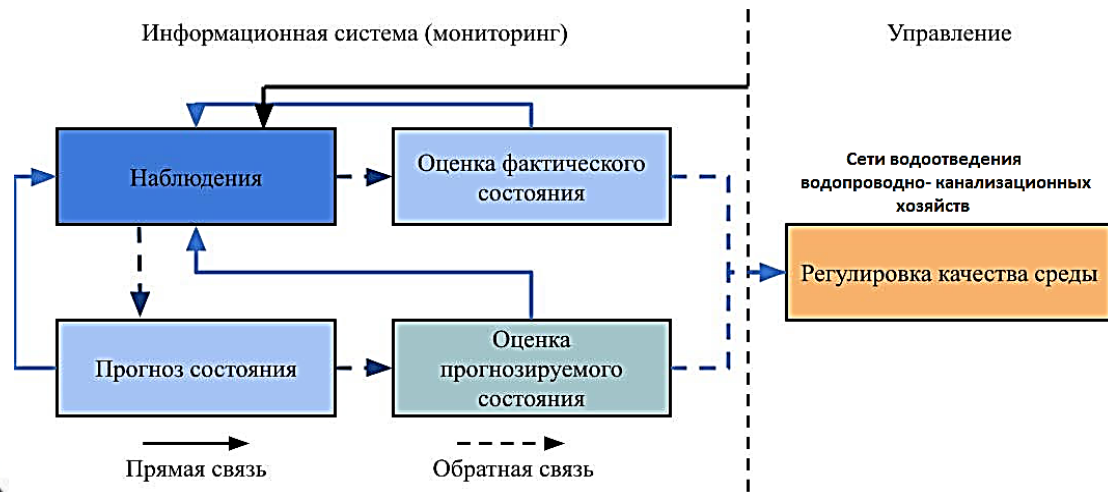 Информационная система (мониторинг)
Управление
Наблюдения
Оценка фактического
состояния
Сети водоотведения
водопроводно- канализационных
хозяйств
Регулировка качества среды
Прогноз состояния
Оценка
прогнозируемого
состояния
Прямая связь
Обратная связь